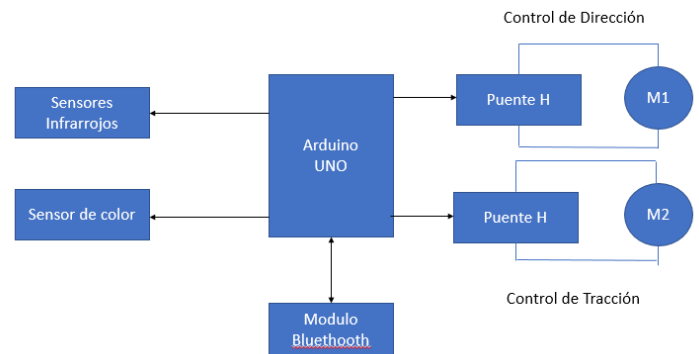 Control de Dirección
Sensores
Infrarrojos
Arduino
UNO
Puente H
M1
Sensor de color
Puente H
M2
Modulo
Bluethooth
Control de Tracción